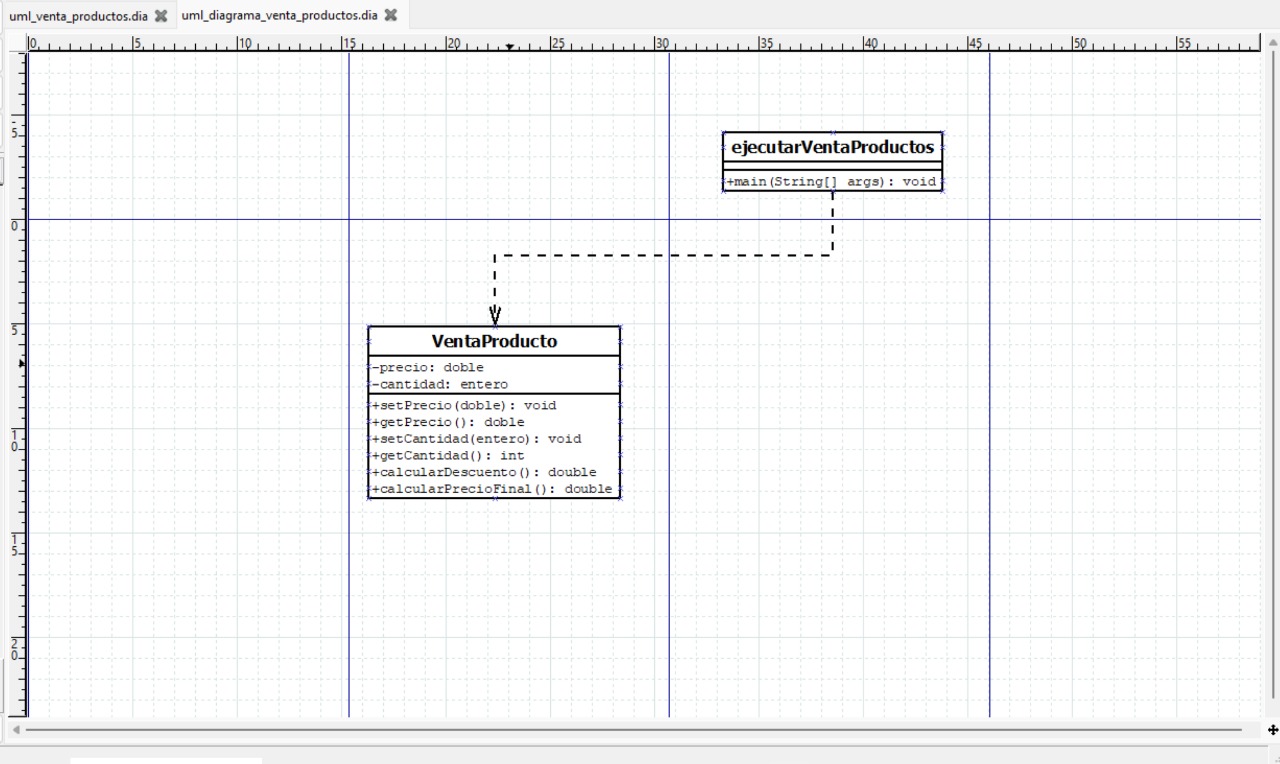 uml_venta_productos.dia
uml_diagrama_venta_productos.dia
0 5 10 15 20 25 30 35 40 45 50 55
-5
0
5
10
15
20
ejecutarVentaProductos
+main(String[] args): void
VentaProducto
-precio: doble
-cantidad: entero
+setPrecio(doble): void
+getPrecio(): doble
+setCantidad(entero): void
+getCantidad(): int
+calcularDescuento(): double
+calcularPrecioFinal(): double